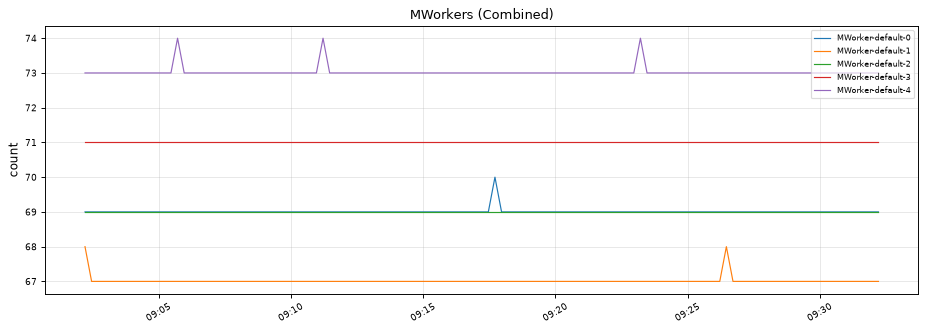 MWorkers (Combined)
MWorker-default-0
MWorker-default-1
MWorker-default-2
MWorker-default-3
MWorker-default-4
count
74
73
72
71
70
69
68
67
09:05
09:10
09:15
09:20
09:25
09:30